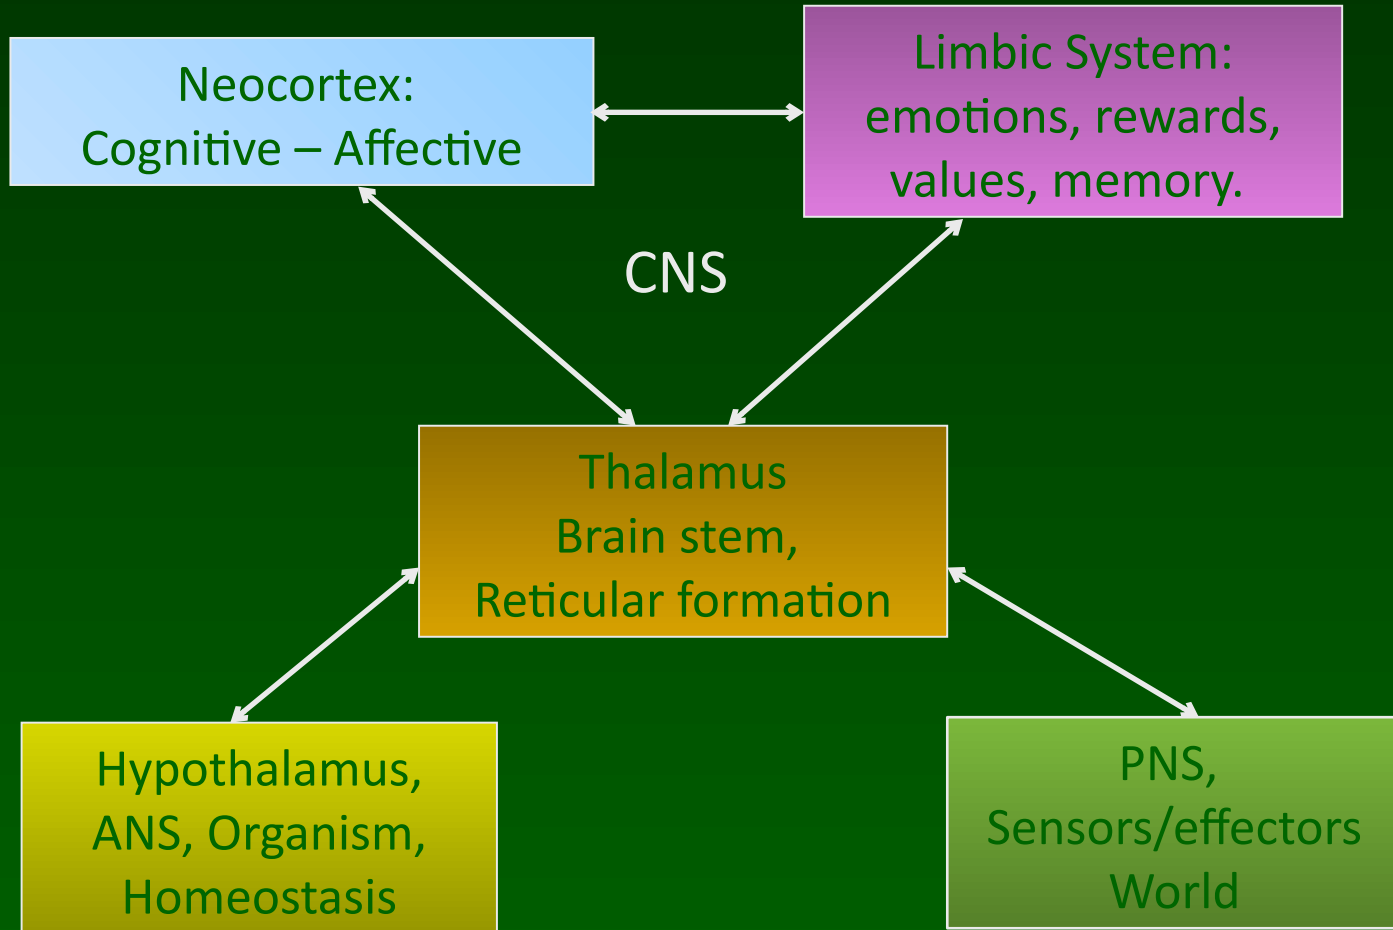 Neocortex:
Cognitive – Affective
Limbic System:
emotions, rewards,
values, memory.
CNS
Thalamus
Brain stem,
Reticular formation
Hypothalamus,
ANS, Organism,
Homeostasis
PNS,
Sensors/effectors
World